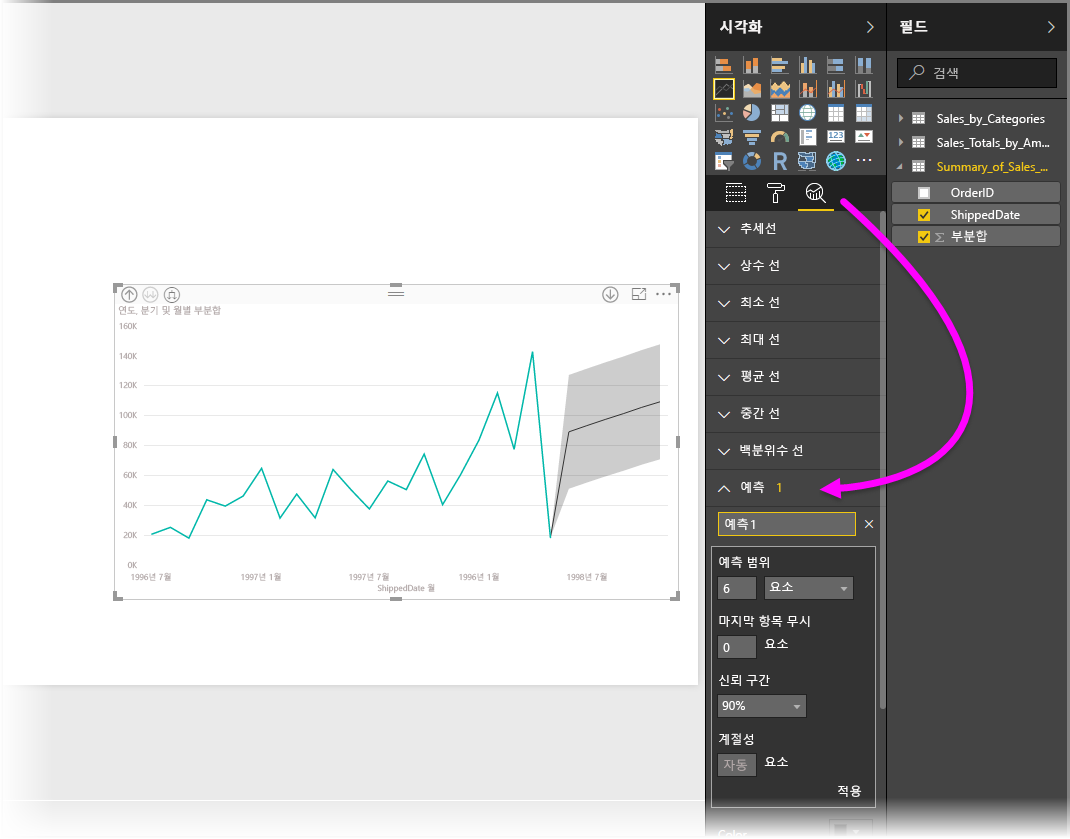 시각화
필드
검색
Sales_by_Categories
Sales_Totals_by_Am...
Summary_of_Sales_...
OrderID
ShippedDate
Σ 부분합
123
R
추세선
상수 선
최소 선
최대 선
평균 선
중간 선
백분위수 선
예측 1
예측1
예측 범위
6 요소
마지막 항목 무시
0 요소
신뢰 구간
90%
계절성
자동 요소
적용
Color
연도, 분기 및 월별 부분합
160K
140K
120K
100K
80K
60K
40K
20K
0K
1996년 7월 1997년 1월 1997년 7월 1996년 1월 1998년 7월
ShippedDate 월